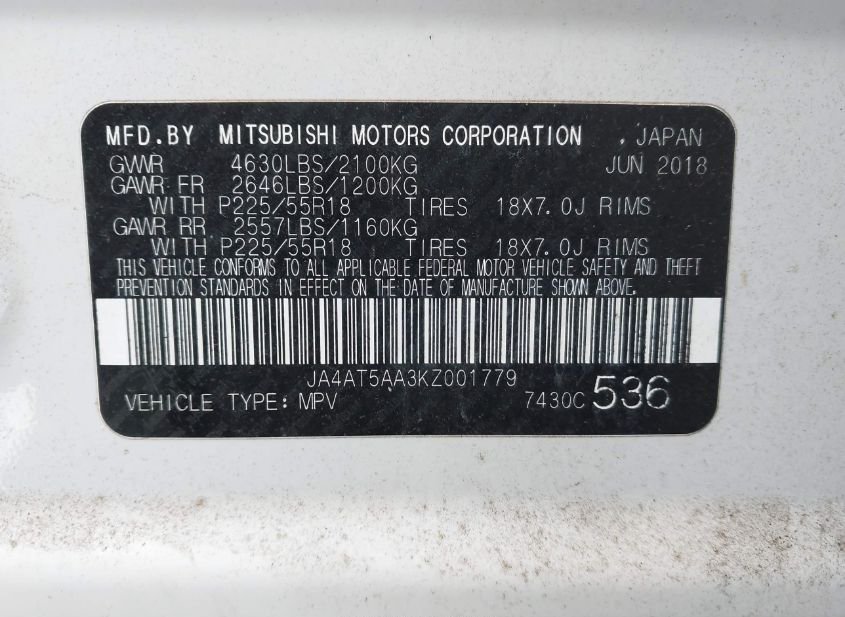 MFD.BY MITSUBISHI MOTORS CORPORATION , JAPAN
GVWR 4630LBS/2100KG JUN 2018
GAWR FR 2646LBS/1200KG
WITH P225/55R18 TIRES 18X7.0J RIMS
GAWR RR 2557LBS/1160KG
WITH P225/55R18 TIRES 18X7.0J RIMS
THIS VEHICLE CONFORMS TO ALL APPLICABLE FEDERAL MOTOR VEHICLE SAFETY AND THEFT
PREVENTION STANDARDS IN EFFECT ON THE DATE OF MANUFACTURE SHOWN ABOVE.
JA4AT5AA3KZ001779
VEHICLE TYPE: MPV 7430C 536